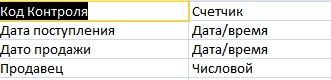 Код Контроля Счетчик
Дата поступления Дата/время
Дато продажи Дата/время
Продавец Числовой